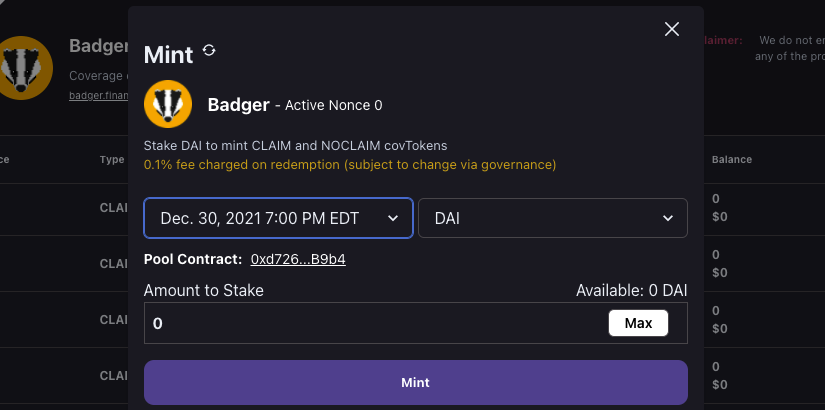 Mint
Badger - Active Nonce 0
Stake DAI to mint CLAIM and NOCLAIM covTokens
0.1% fee charged on redemption (subject to change via governance)
Dec. 30, 2021 7:00 PM EDT
DAI
Pool Contract: 0xd726...B9b4
Amount to Stake
Available: 0 DAI
0
Max
Mint
Badger
Coverage
badger.finan
laimer: We do not en
any of the pro
ce
Type
Balance
CLAI
0
$0
CLAI
0
$0
CLAI
0
$0
CLAI
0
$0